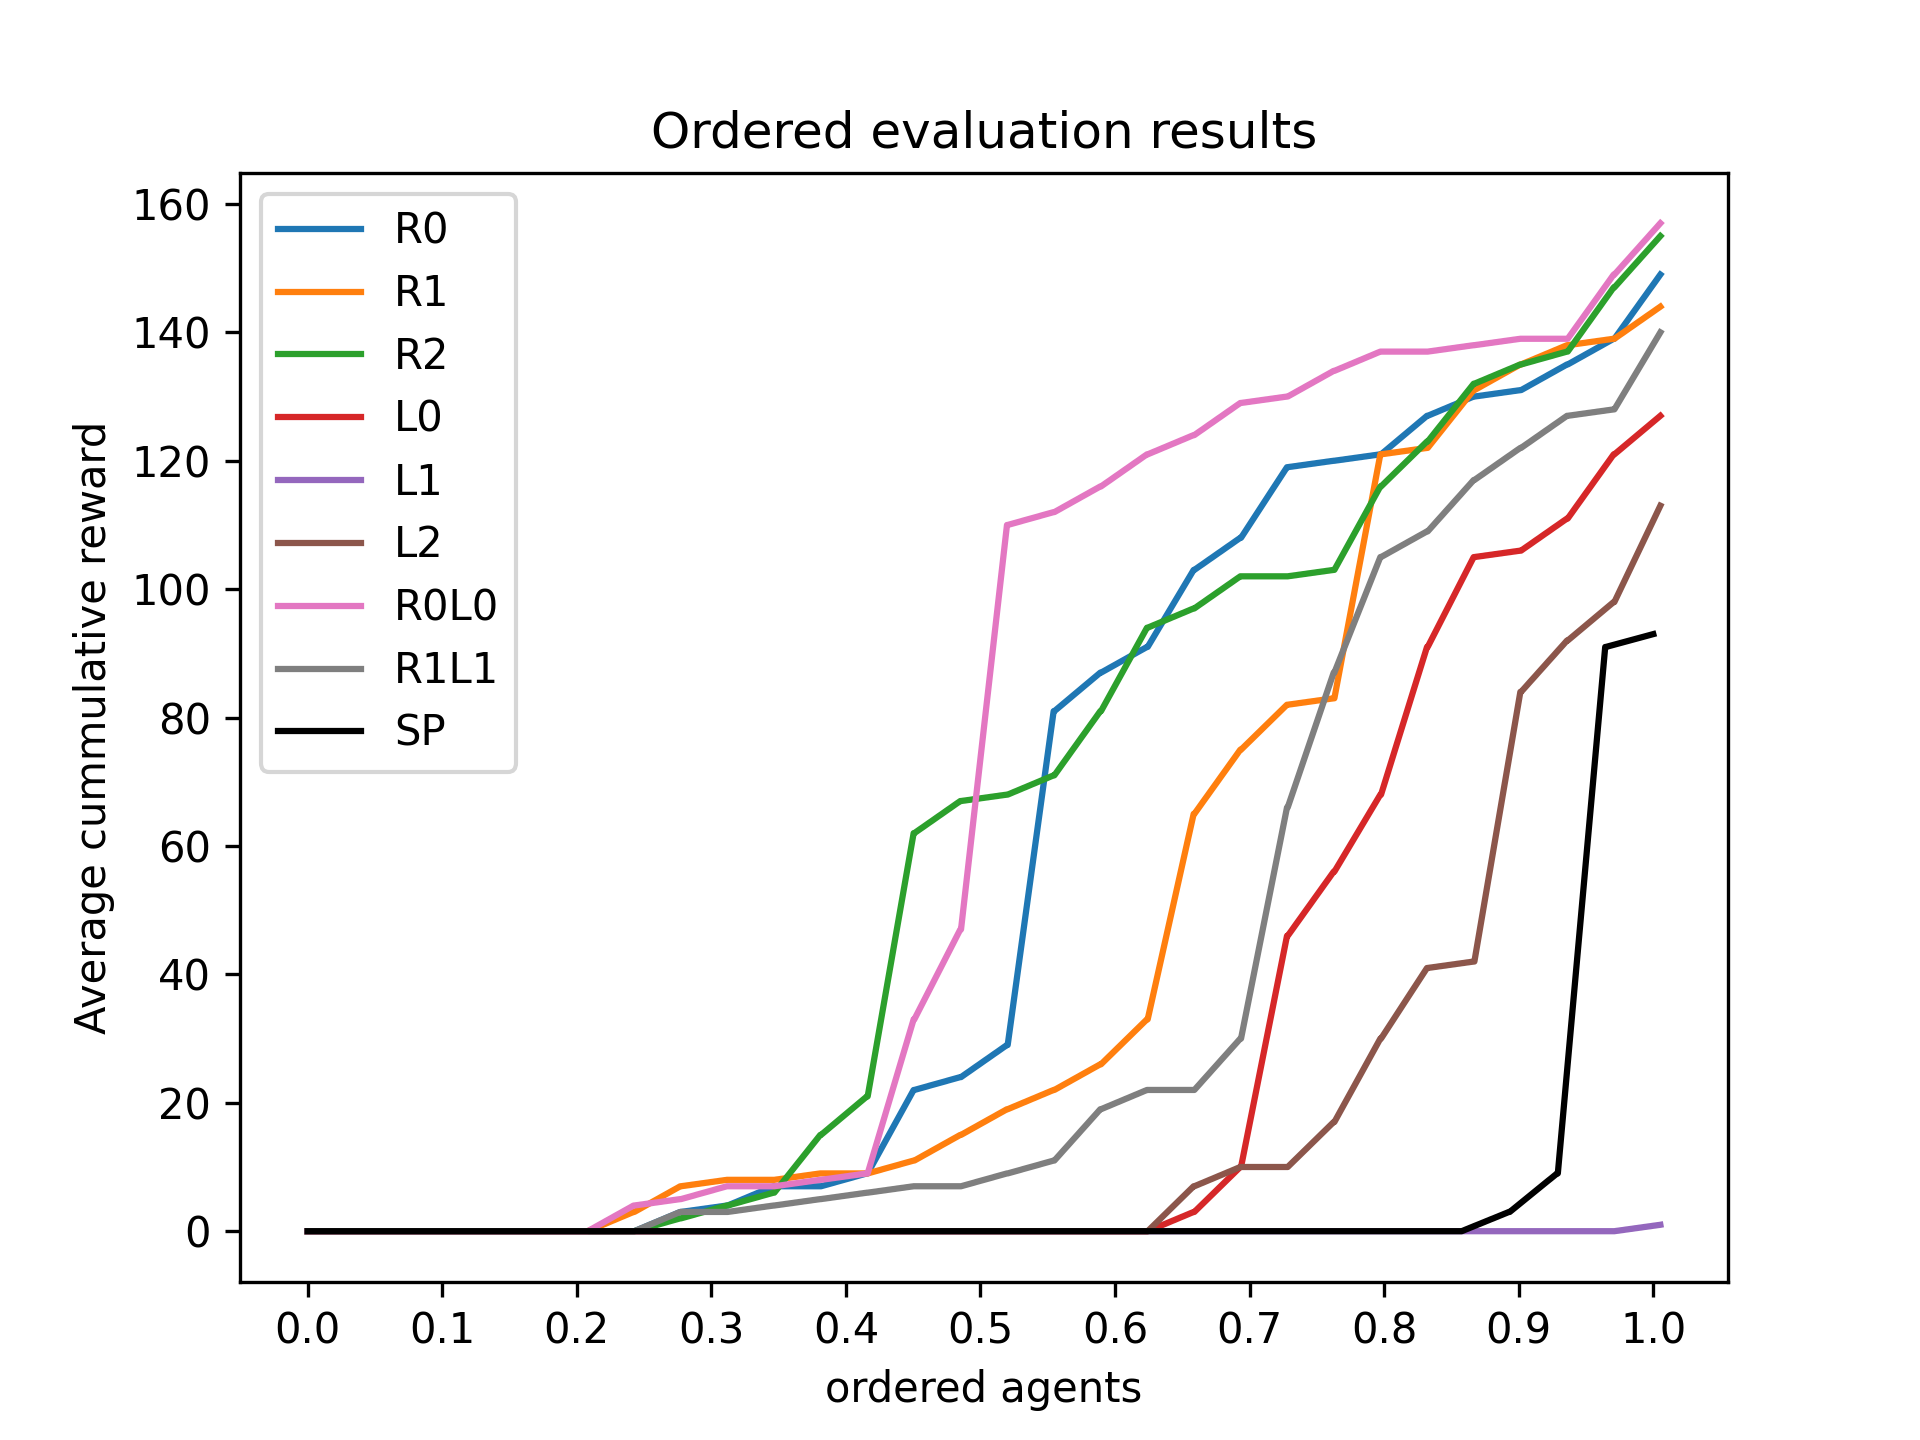 Ordered evaluation results
160
140
120
100
80
60
40
20
0
Average cummulative reward
R0
R1
R2
L0
L1
L2
R0L0
R1L1
SP
0.0 0.1 0.2 0.3 0.4 0.5 0.6 0.7 0.8 0.9 1.0
ordered agents